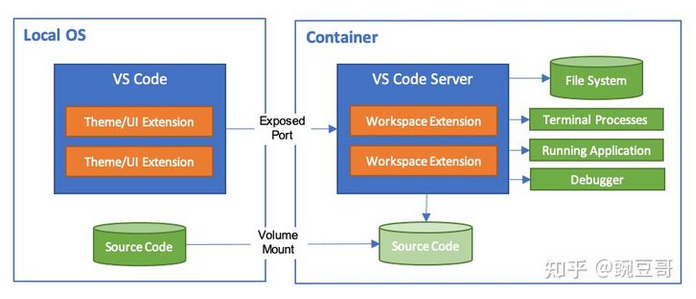 Local OS
VS Code
Theme/UI Extension
Theme/UI Extension
Source Code
Exposed
Port
Volume
Mount
Container
VS Code Server
Workspace Extension
Workspace Extension
File System
Terminal Processes
Running Application
Debugger
Source Code
知乎 @豌豆哥